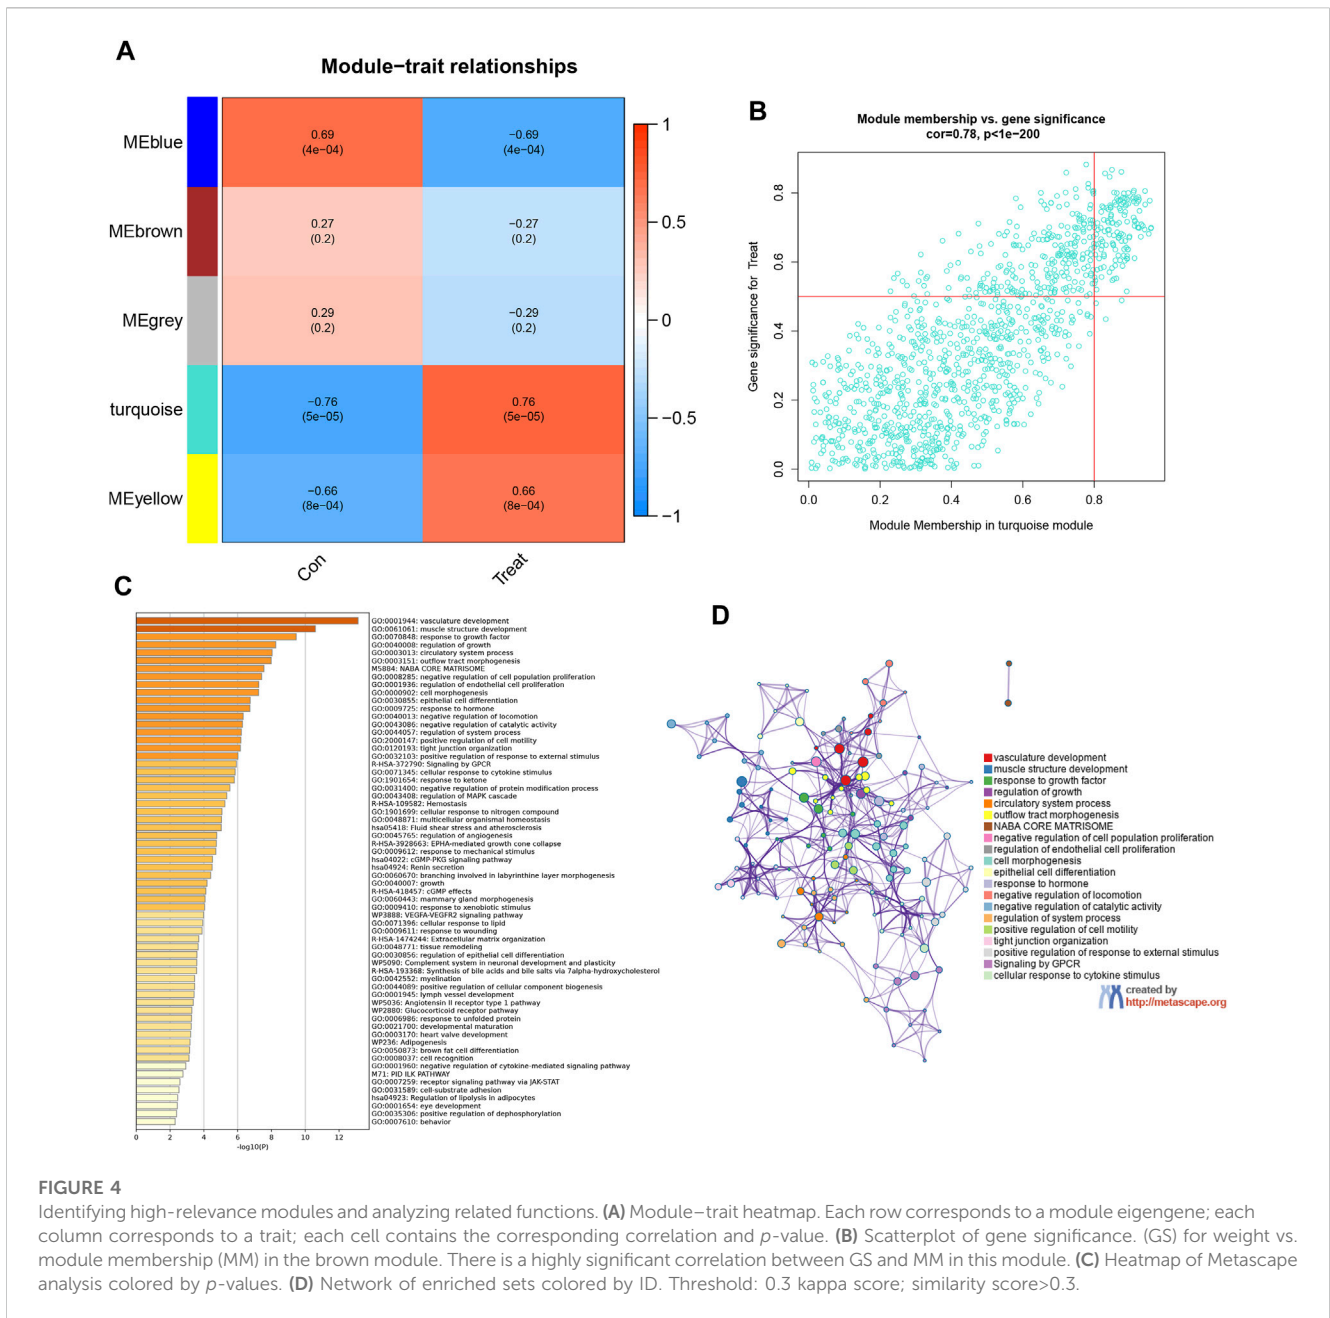 A
Module−trait relationships
MEblue
MEbrown
MEgrey
turquoise
MEyellow
0.69
(4e−04)
−0.69
(4e−04)
0.27
(0.2)
−0.27
(0.2)
0.29
(0.2)
−0.29
(0.2)
−0.76
(5e−05)
0.76
(5e−05)
−0.66
(8e−04)
0.66
(8e−04)
Con
Treat
1
0.5
0
−0.5
−1
B
Module membership vs. gene significance
cor=0.78, p<1e−200
Gene significance for Treat
0.8
0.6
0.4
0.2
0.0
0.0
0.2
0.4
0.6
0.8
Module Membership in turquoise module
C
GO:0001944: vasculature development
GO:0061061: muscle structure development
GO:0070848: response to growth factor
GO:0040008: regulation of growth
GO:0003013: circulatory system process
GO:0003151: outflow tract morphogenesis
M5884: NABA CORE MATRISOME
GO:0008285: negative regulation of cell population proliferation
GO:0001936: regulation of endothelial cell proliferation
GO:0000902: cell morphogenesis
GO:0030855: epithelial cell differentiation
GO:0009725: response to hormone
GO:0040013: negative regulation of locomotion
GO:0043086: negative regulation of catalytic activity
GO:0044057: regulation of system process
GO:2000147: positive regulation of cell motility
GO:0120193: tight junction organization
GO:0032103: positive regulation of response to external stimulus
R-HSA-372790: Signaling by GPCR
GO:0071345: cellular response to cytokine stimulus
GO:1901654: response to ketone
GO:0031400: negative regulation of protein modification process
GO:0043408: regulation of MAPK cascade
R-HSA-109582: Hemostasis
GO:1901699: cellular response to nitrogen compound
GO:0048871: multicellular organismal homeostasis
hsa05418: Fluid shear stress and atherosclerosis
GO:0045765: regulation of angiogenesis
R-HSA-3928663: EPHA-mediated growth cone collapse
GO:0009612: response to mechanical stimulus
hsa04022: cGMP-PKG signaling pathway
hsa04924: Renin secretion
GO:0060670: branching involved in labyrinthine layer morphogenesis
GO:0040007: growth
R-HSA-418457: cGMP effects
GO:0060443: mammary gland morphogenesis
GO:0009410: response to xenobiotic stimulus
WP3888: VEGFA-VEGFR2 signaling pathway
GO:0071396: cellular response to lipid
GO:0009611: response to wounding
R-HSA-1474244: Extracellular matrix organization
GO:0048771: tissue remodeling
GO:0030856: regulation of epithelial cell differentiation
WP5090: Complement system in neuronal development and plasticity
R-HSA-193368: Synthesis of bile acids and bile salts via 7alpha-hydroxycholesterol
GO:0042552: myelination
GO:0044089: positive regulation of cellular component biogenesis
GO:0001945: lymph vessel development
WP5036: Angiotensin II receptor type 1 pathway
WP2880: Glucocorticoid receptor pathway
GO:0006986: response to unfolded protein
GO:0021700: developmental maturation
GO:0003170: heart valve development
WP236: Adipogenesis
GO:0050873: brown fat cell differentiation
GO:0008037: cell recognition
GO:0001960: negative regulation of cytokine-mediated signaling pathway
M71: PID ILK PATHWAY
GO:0007259: receptor signaling pathway via JAK-STAT
GO:0031589: cell-substrate adhesion
hsa04923: Regulation of lipolysis in adipocytes
GO:0001654: eye development
GO:0035306: positive regulation of dephosphorylation
GO:0007610: behavior
0 2 4 6 8 10 12
-log10(P)
D
vasculature development
muscle structure development
response to growth factor
regulation of growth
circulatory system process
outflow tract morphogenesis
NABA CORE MATRISOME
negative regulation of cell population proliferation
regulation of endothelial cell proliferation
cell morphogenesis
epithelial cell differentiation
response to hormone
negative regulation of locomotion
negative regulation of catalytic activity
regulation of system process
positive regulation of cell motility
tight junction organization
positive regulation of response to external stimulus
Signaling by GPCR
cellular response to cytokine stimulus
created by
http://metascape.org
FIGURE 4
Identifying high-relevance modules and analyzing related functions. (A) Module–trait heatmap. Each row corresponds to a module eigengene; each
column corresponds to a trait; each cell contains the corresponding correlation and p-value. (B) Scatterplot of gene significance. (GS) for weight vs.
module membership (MM) in the brown module. There is a highly significant correlation between GS and MM in this module. (C) Heatmap of Metascape
analysis colored by p-values. (D) Network of enriched sets colored by ID. Threshold: 0.3 kappa score; similarity score>0.3.